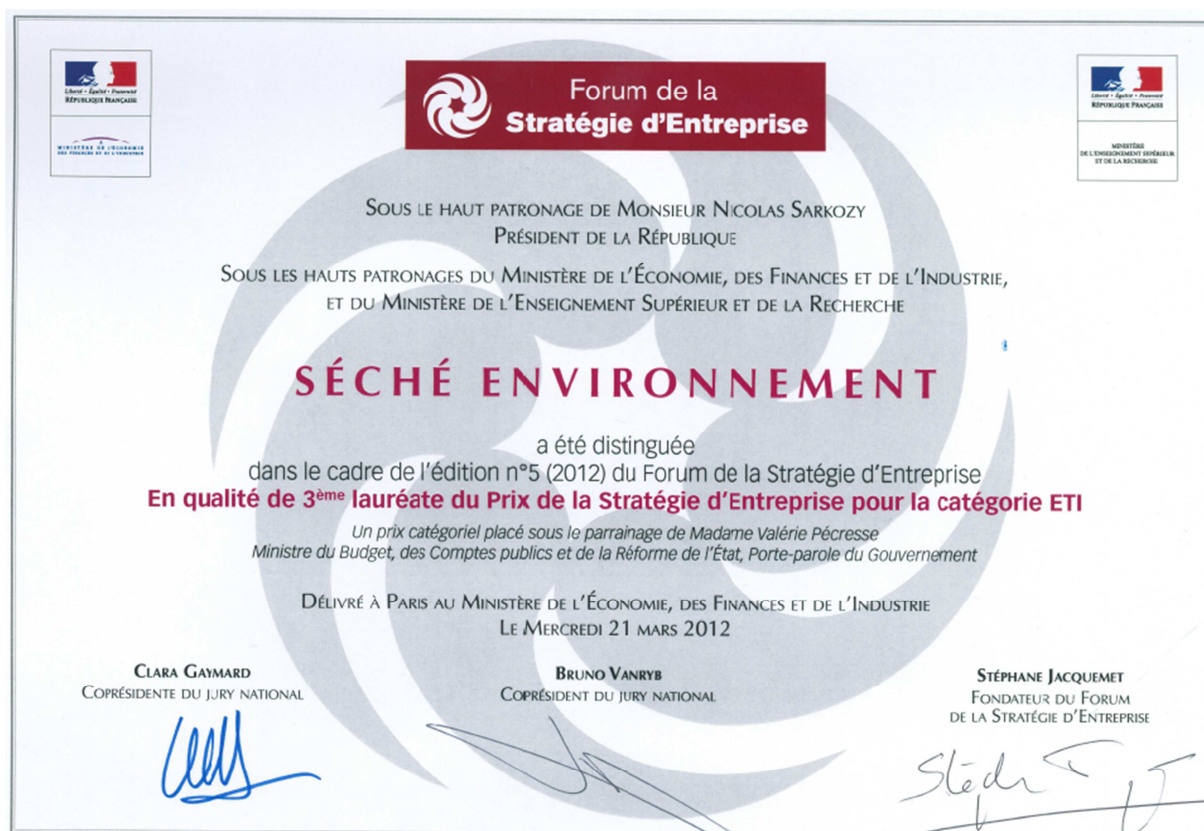 Liberté • Égalité • Fraternité
RÉPUBLIQUE FRANÇAISE
MINISTÈRE DE L'ÉCONOMIE
DES FINANCES ET DE L'INDUSTRIE
Forum de la
Stratégie d'Entreprise
Liberté • Égalité • Fraternité
RÉPUBLIQUE FRANÇAISE
MINISTÈRE
DE L'ENSEIGNEMENT SUPÉRIEUR
ET DE LA RECHERCHE
SOUS LE HAUT PATRONAGE DE MONSIEUR NICOLAS SARKOZY
PRÉSIDENT DE LA RÉPUBLIQUE
SOUS LES HAUTS PATRONAGES DU MINISTÈRE DE L'ÉCONOMIE, DES FINANCES ET DE L'INDUSTRIE,
ET DU MINISTÈRE DE L'ENSEIGNEMENT SUPÉRIEUR ET DE LA RECHERCHE
SÉCHÉ ENVIRONNEMENT
a été distinguée
dans le cadre de l'édition n°5 (2012) du Forum de la Stratégie d'Entreprise
En qualité de 3ème lauréate du Prix de la Stratégie d'Entreprise pour la catégorie ETI
Un prix catégoriel placé sous le parrainage de Madame Valérie Pécresse
Ministre du Budget, des Comptes publics et de la Réforme de l'État, Porte-parole du Gouvernement
DÉLIVRÉ À PARIS AU MINISTÈRE DE L'ÉCONOMIE, DES FINANCES ET DE L'INDUSTRIE
LE MERCREDI 21 MARS 2012
CLARA GAYMARD
COPRÉSIDENTE DU JURY NATIONAL
BRUNO VANRYB
COPRÉSIDENT DU JURY NATIONAL
STÉPHANE JACQUEMET
FONDATEUR DU FORUM
DE LA STRATÉGIE D'ENTREPRISE